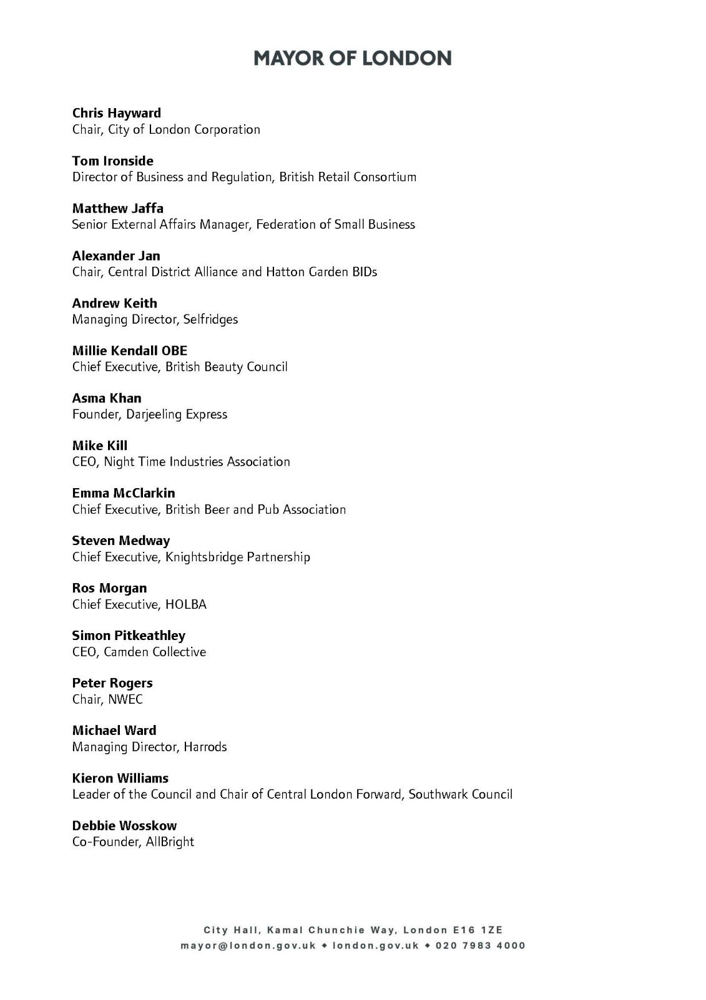 MAYOR OF LONDON
Chris Hayward
Chair, City of London Corporation
Tom Ironside
Director of Business and Regulation, British Retail Consortium
Matthew Jaffa
Senior External Affairs Manager, Federation of Small Business
Alexander Jan
Chair, Central District Alliance and Hatton Garden BIDs
Andrew Keith
Managing Director, Selfridges
Millie Kendall OBE
Chief Executive, British Beauty Council
Asma Khan
Founder, Darjeeling Express
Mike Kill
CEO, Night Time Industries Association
Emma McClarkin
Chief Executive, British Beer and Pub Association
Steven Medway
Chief Executive, Knightsbridge Partnership
Ros Morgan
Chief Executive, HOLBA
Simon Pitkeathley
CEO, Camden Collective
Peter Rogers
Chair, NWEC
Michael Ward
Managing Director, Harrods
Kieron Williams
Leader of the Council and Chair of Central London Forward, Southwark Council
Debbie Wosskow
Co-Founder, AllBright
City Hall, Kamal Chunchie Way, London E16 1ZE
mayor@london.gov.uk ◆ london.gov.uk ◆ 020 7983 4000